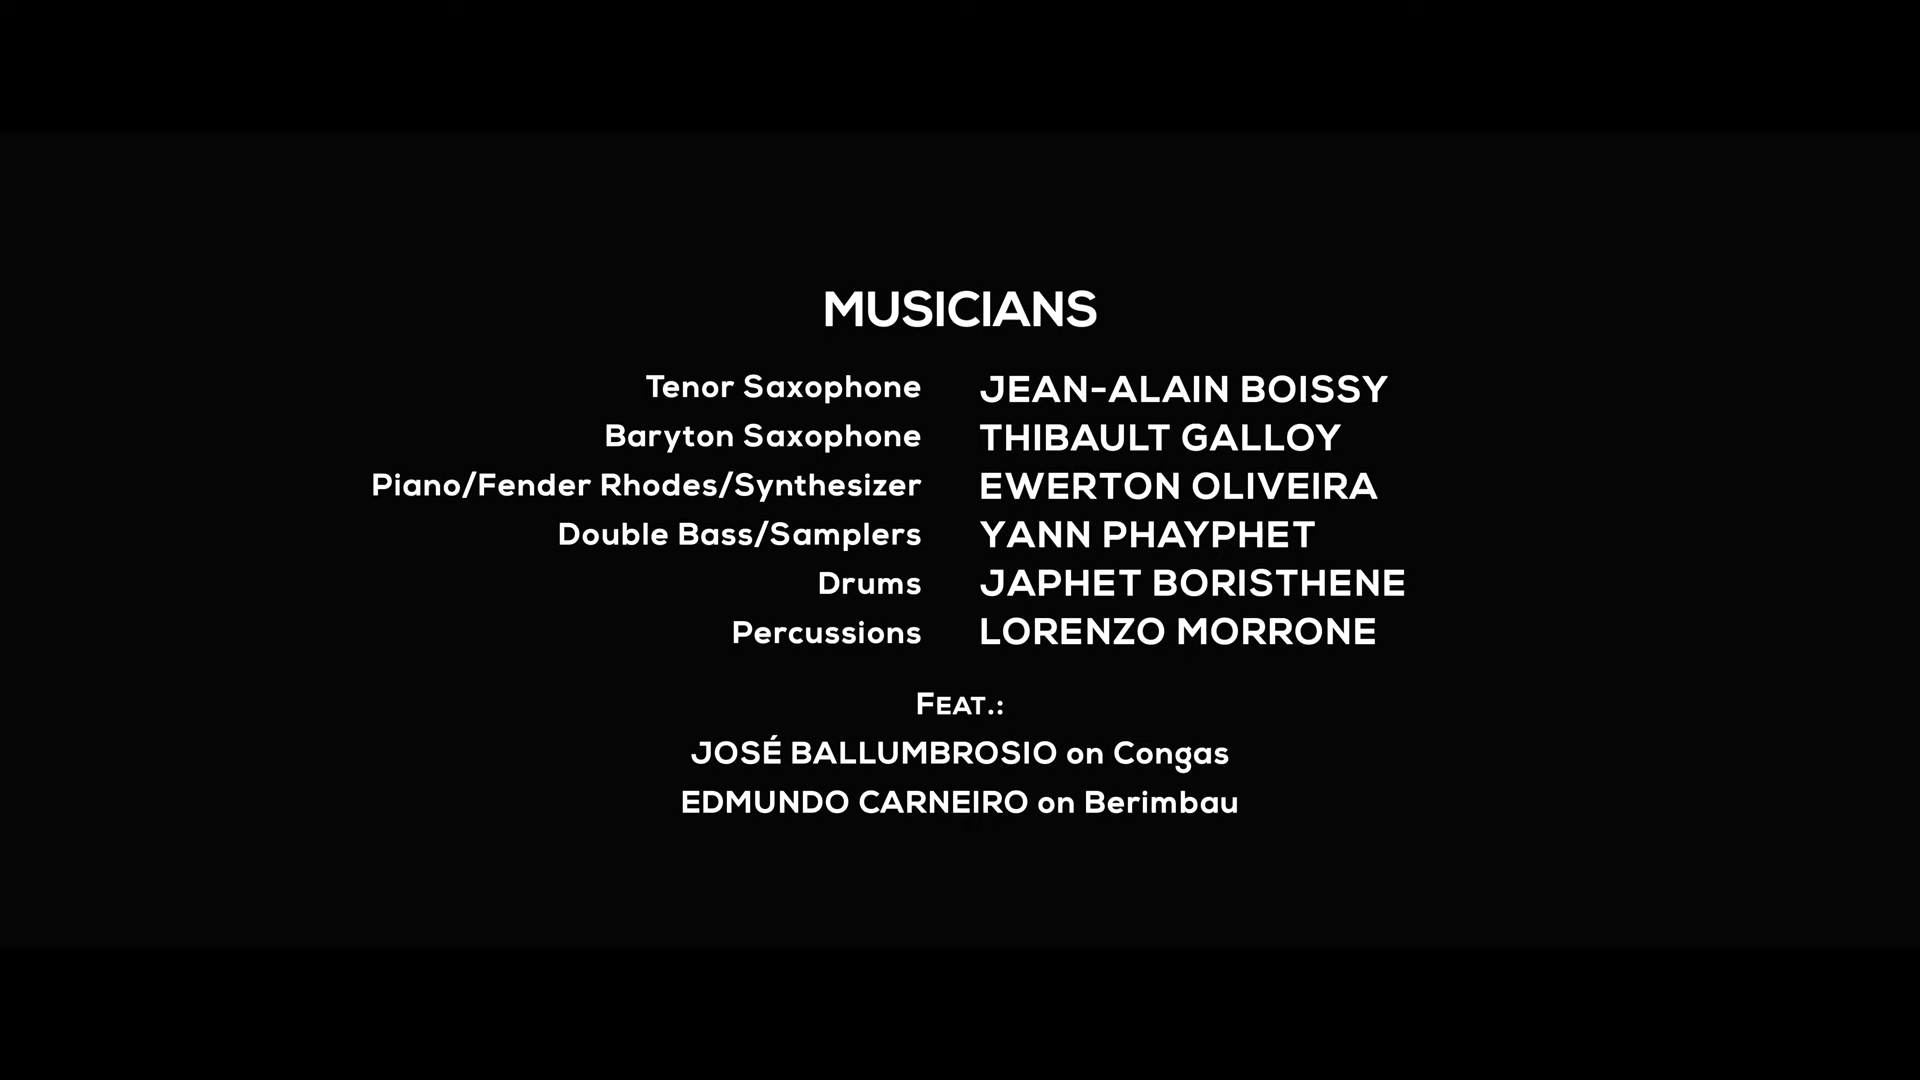 MUSICIANS
Tenor Saxophone JEAN-ALAIN BOISSY
Baryton Saxophone THIBAULT GALLOY
Piano/Fender Rhodes/Synthesizer EWERTON OLIVEIRA
Double Bass/Samplers YANN PHAYPHET
Drums JAPHET BORISTHENE
Percussions LORENZO MORRONE
FEAT.:
JOSÉ BALLUMBROSIO on Congas
EDMUNDO CARNEIRO on Berimbau